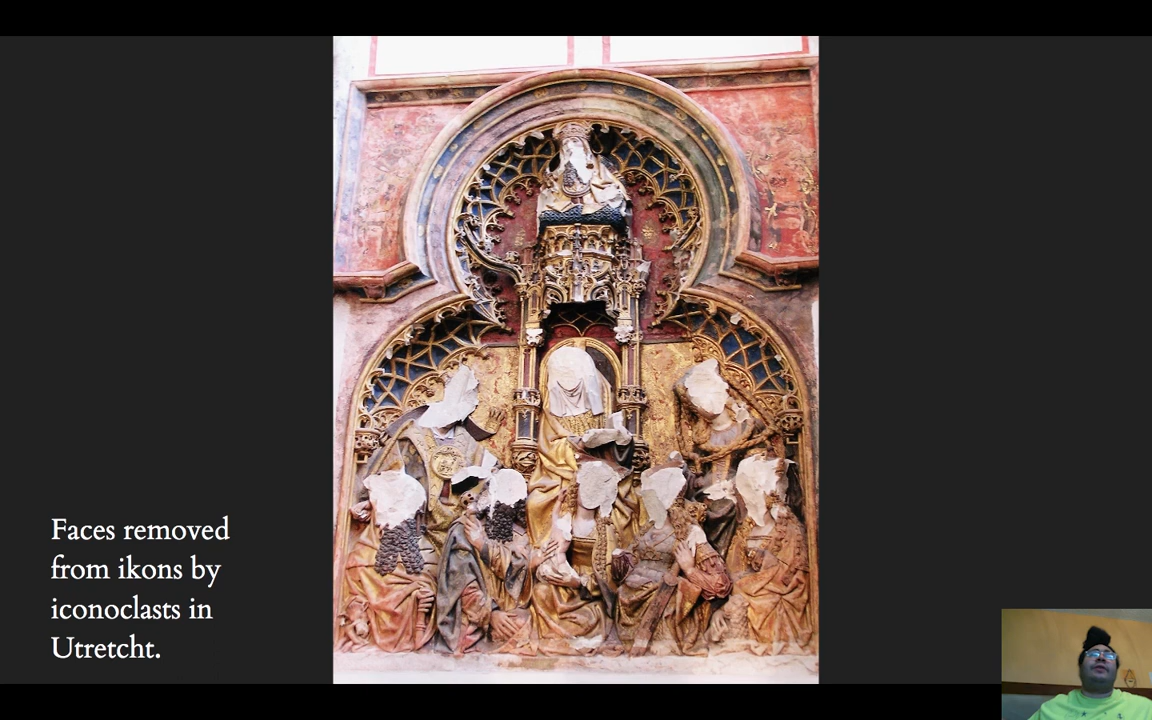 Faces removed
from ikons by
iconoclasts in
Utretcht.